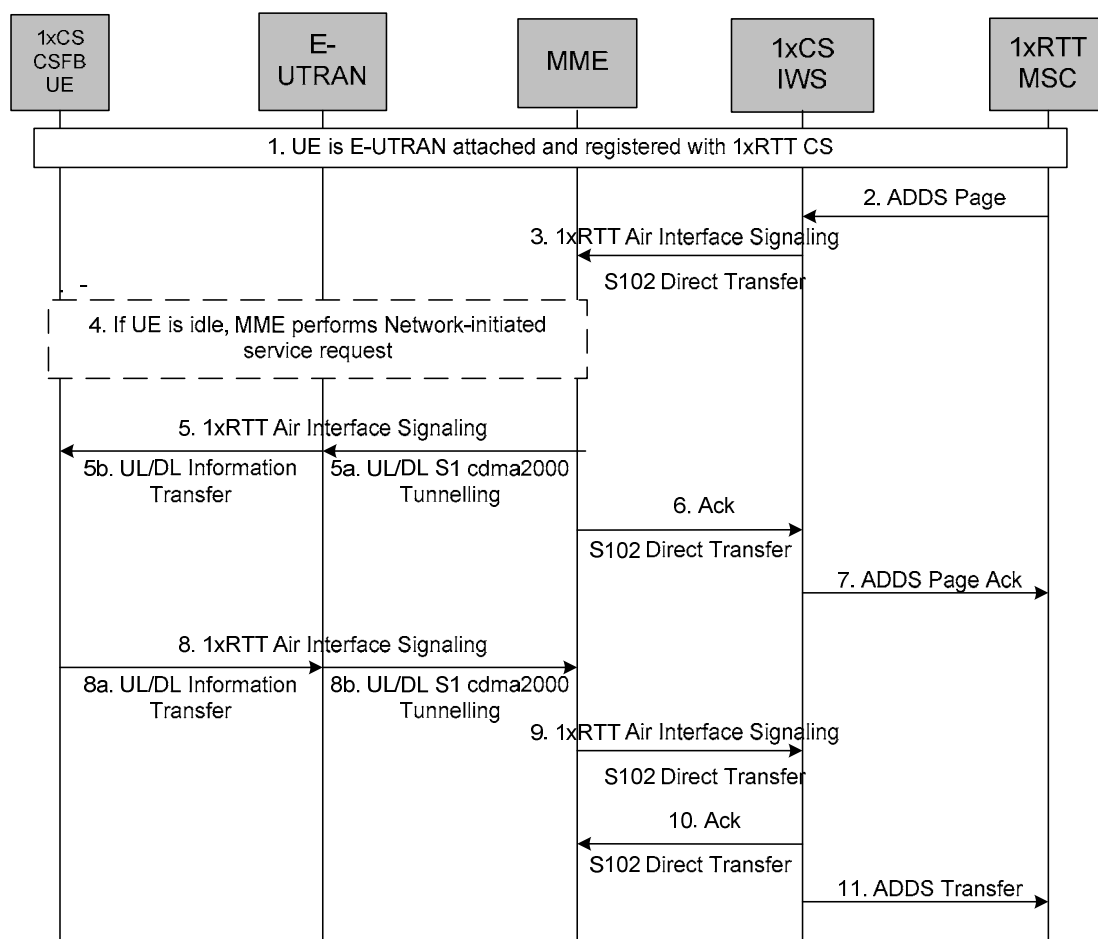 1xCS
CSFB
UE
E-
UTRAN
MME
1xCS
IWS
1xRTT
MSC
1. UE is E-UTRAN attached and registered with 1xRTT CS
2. ADDS Page
3. 1xRTT Air Interface Signaling
S102 Direct Transfer
4. If UE is idle, MME performs Network-initiated
service request
5. 1xRTT Air Interface Signaling
5b. UL/DL Information
Transfer
5a. UL/DL S1 cdma2000
Tunnelling
6. Ack
S102 Direct Transfer
7. ADDS Page Ack
8. 1xRTT Air Interface Signaling
8a. UL/DL Information
Transfer
8b. UL/DL S1 cdma2000
Tunnelling
9. 1xRTT Air Interface Signaling
S102 Direct Transfer
10. Ack
S102 Direct Transfer
11. ADDS Transfer